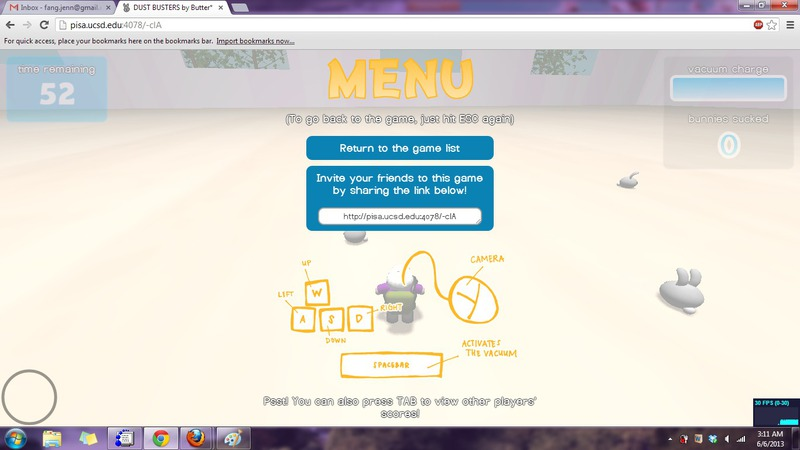 Inbox - fang.jenn@gmail.
DUST BUSTERS by Butter"
pisa.ucsd.edu:4078/-cIA
For quick access, place your bookmarks here on the bookmarks bar. Import bookmarks now...
time remaining
52
MENU
vacuum charge
bunnies sucked
0
(To go back to the game, just hit ESC again)
Return to the game list
Invite your friends to this game
by sharing the link below!
http://pisa.ucsd.edu:4078/-cIA
UP
W
LEFT
A
S
D
RIGHT
DOWN
CAMERA
SPACEBAR
ACTIVATES
THE VACUUM
Psst! You can also press TAB to view other players'
scores!
30 FPS (0-30)
3:11 AM
6/6/2013